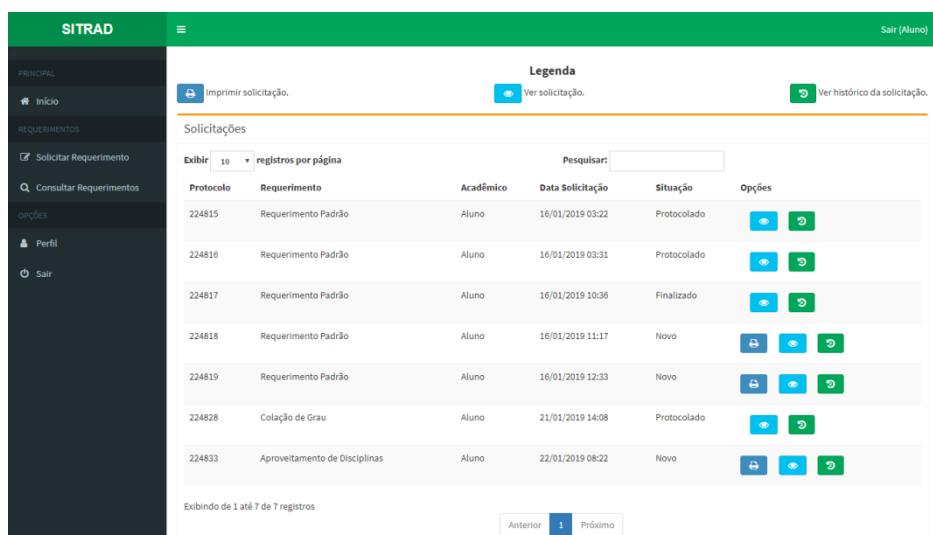 SITRAD
Sair (Aluno)
PRINCIPAL
Início
REQUERIMENTOS
Solicitar Requerimento
Consultar Requerimentos
OPÇÕES
Perfil
Sair
Legenda
Imprimir solicitação. Ver solicitação. Ver histórico da solicitação.
Solicitações
Exibir 10 registros por página Pesquisar:
Protocolo Requerimento Acadêmico Data Solicitação Situação Opções
224815 Requerimento Padrão Aluno 16/01/2019 03:22 Protocolado
224816 Requerimento Padrão Aluno 16/01/2019 03:31 Protocolado
224817 Requerimento Padrão Aluno 16/01/2019 10:36 Finalizado
224818 Requerimento Padrão Aluno 16/01/2019 11:17 Novo
224819 Requerimento Padrão Aluno 16/01/2019 12:33 Novo
224828 Colação de Grau Aluno 21/01/2019 14:08 Protocolado
224833 Aproveitamento de Disciplinas Aluno 22/01/2019 08:22 Novo
Exibindo de 1 até 7 de 7 registros
Anterior 1 Próximo